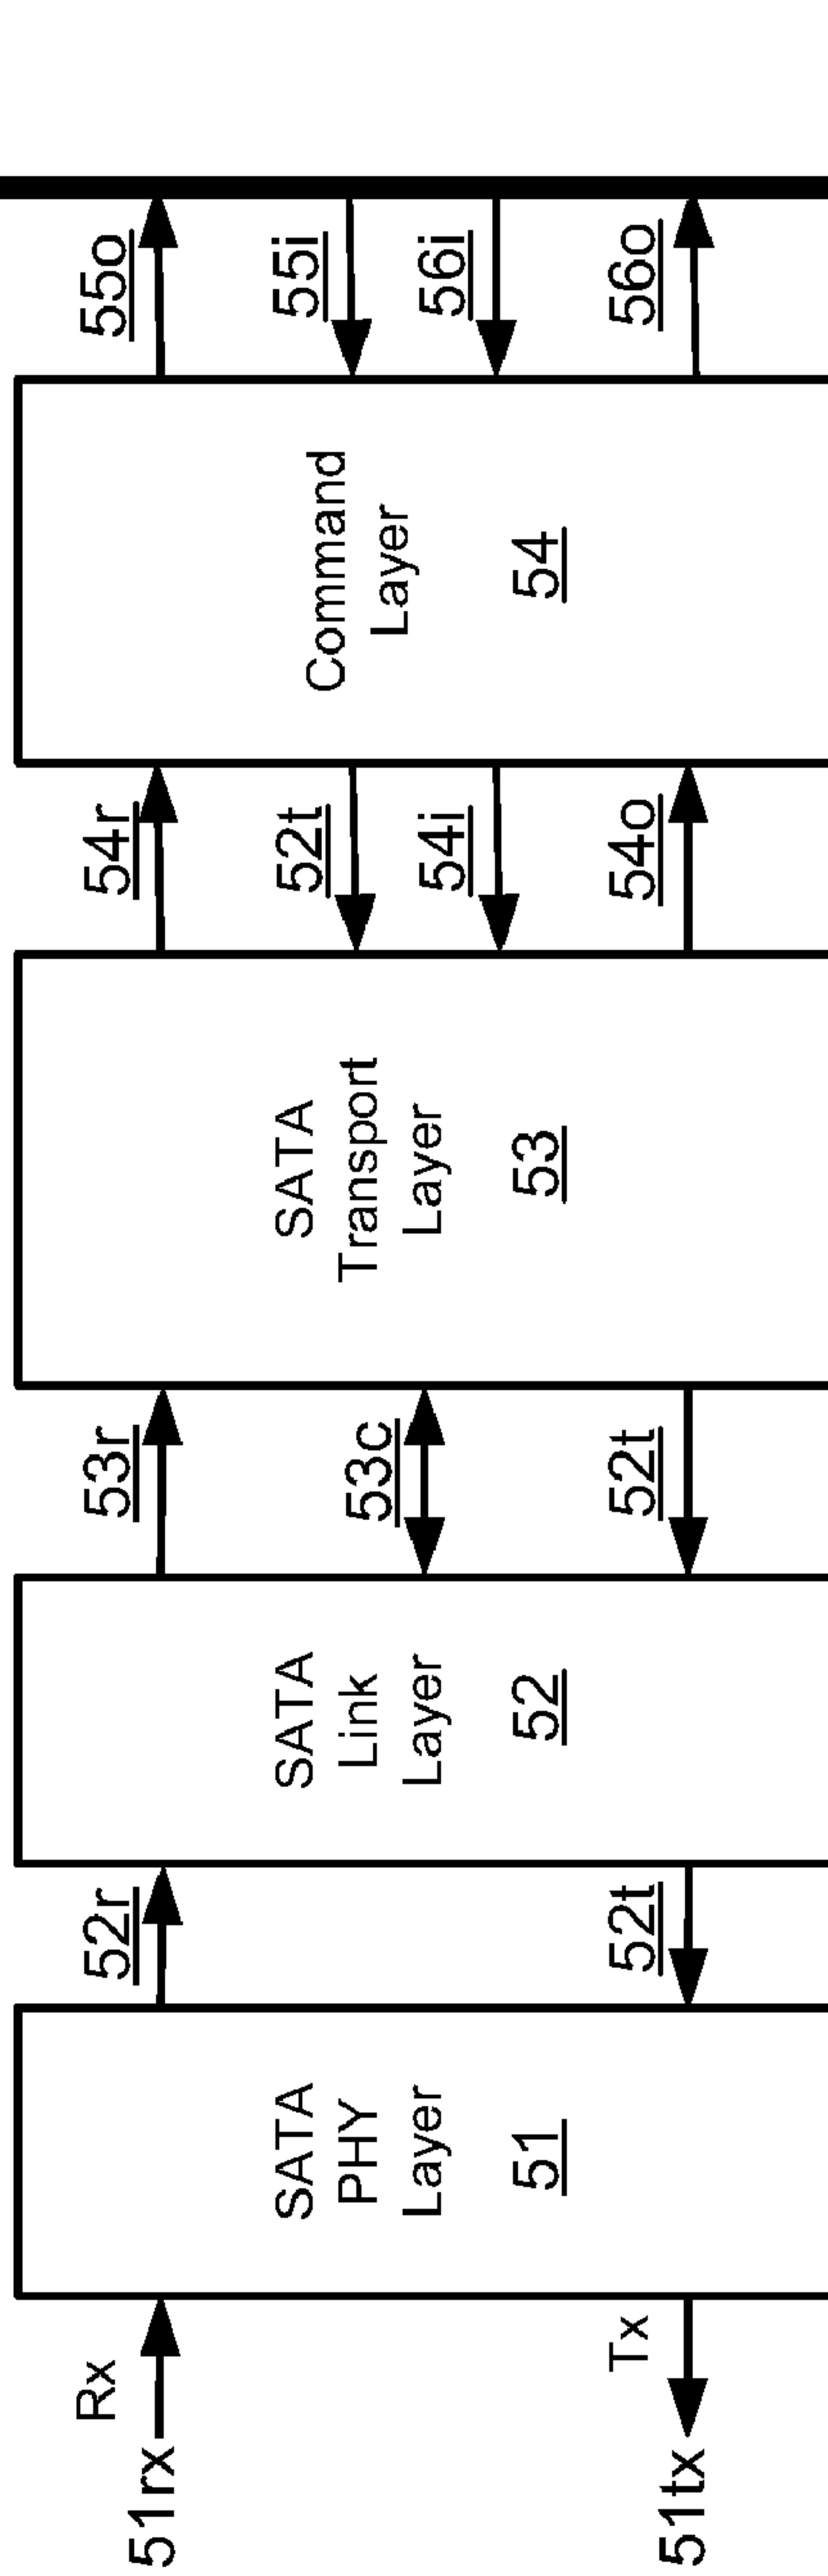 Rx
51rx
Tx
51tx
SATA
PHY
Layer
51
52r
52t
SATA
Link
Layer
52
53r
53c
52t
SATA
Transport
Layer
53
54r
52t
54i
54o
Command
Layer
54
55o
55i
56i
56o